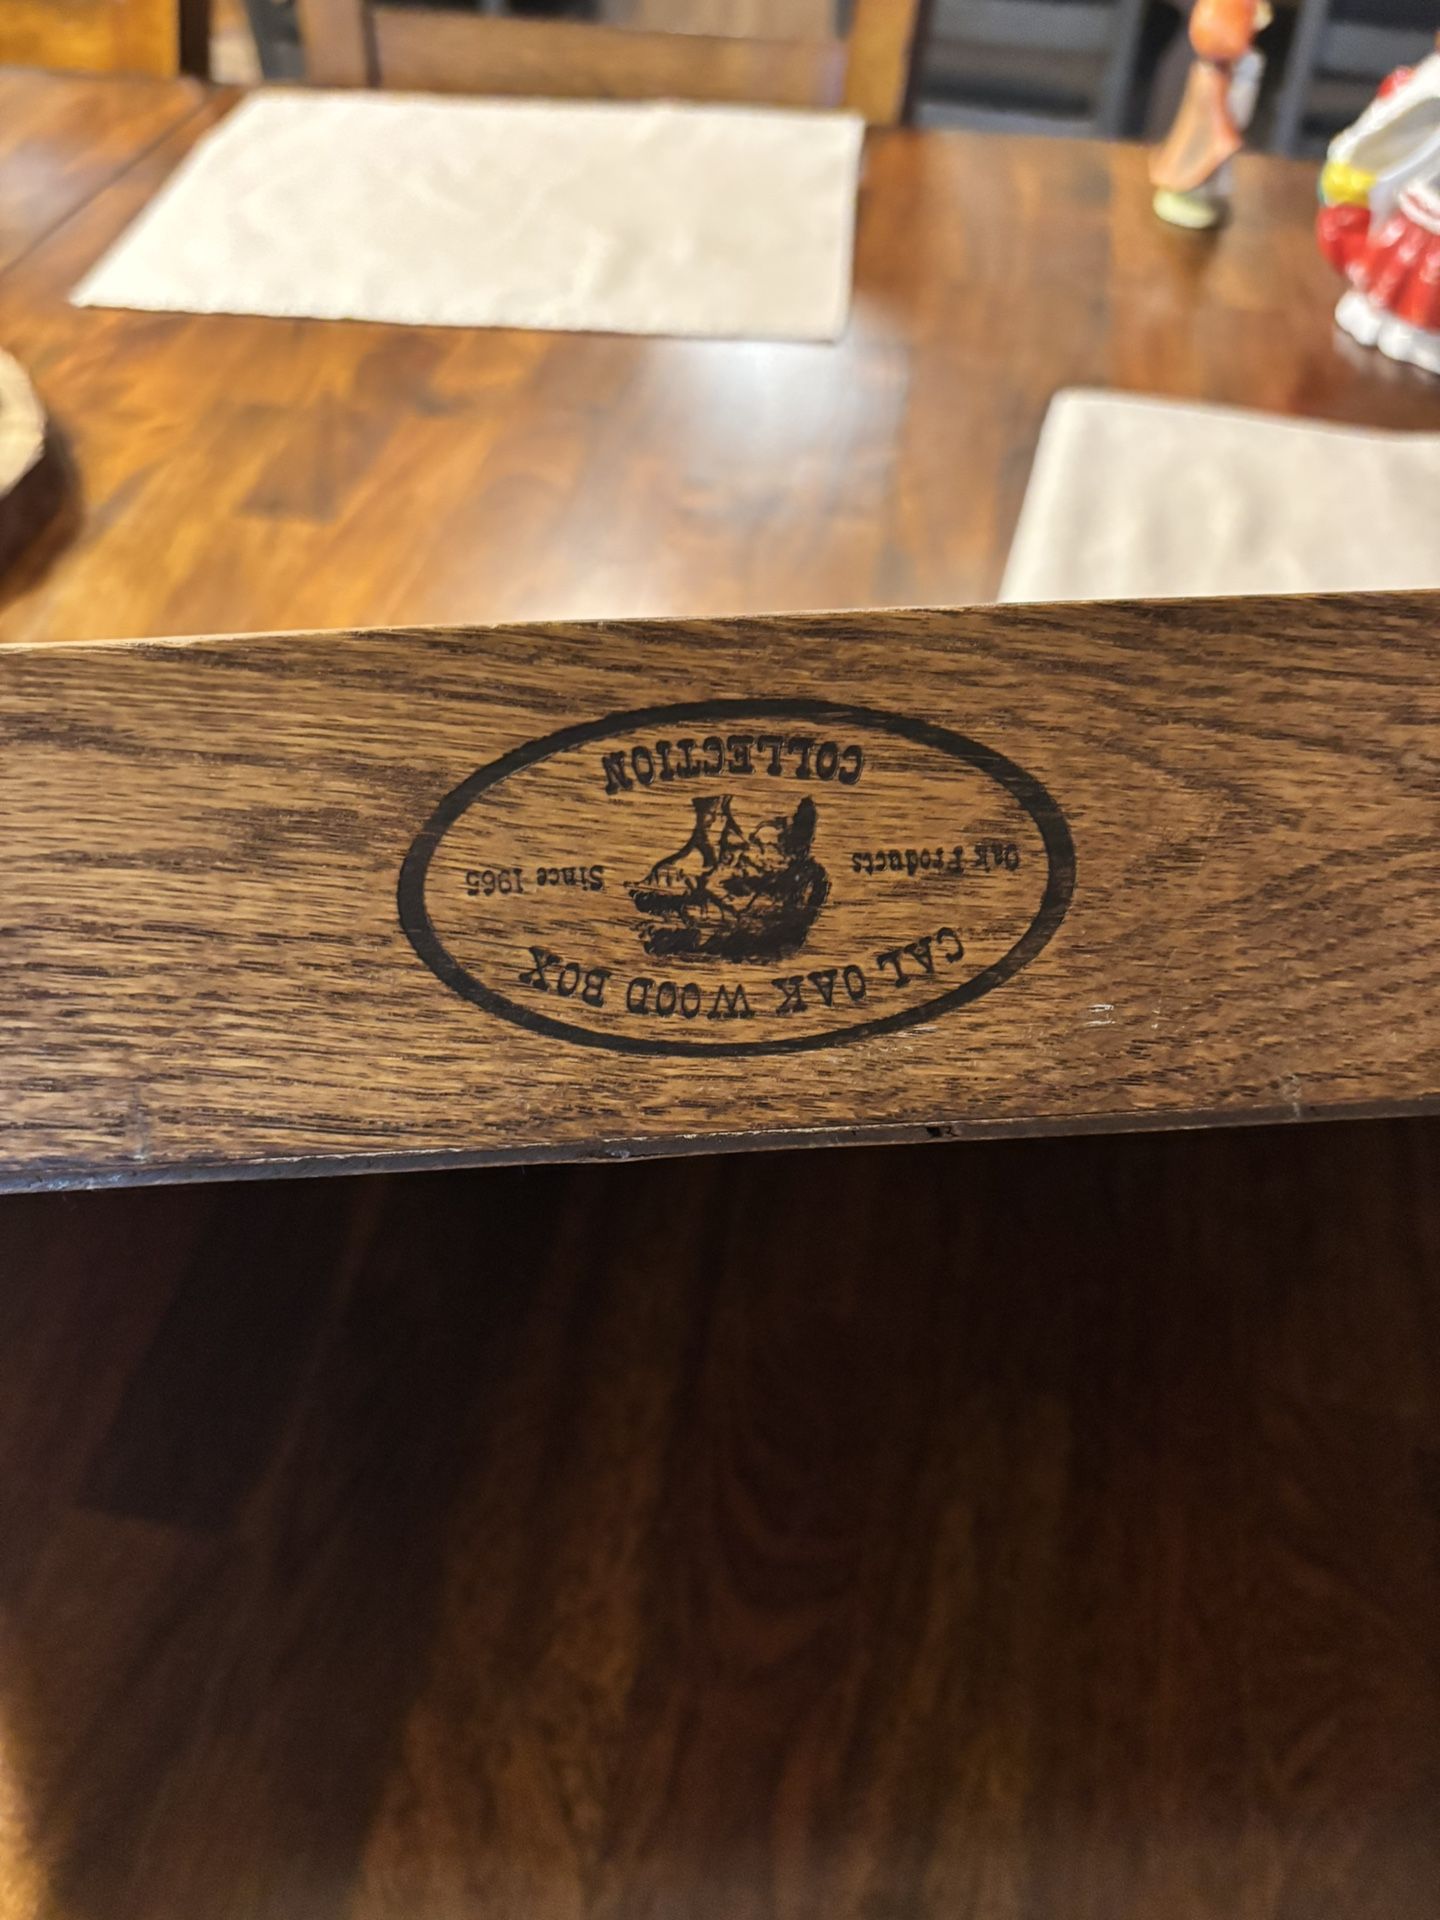 CAL OAK WOOD BOX
Oak Products
Since 1965
COLLECTION